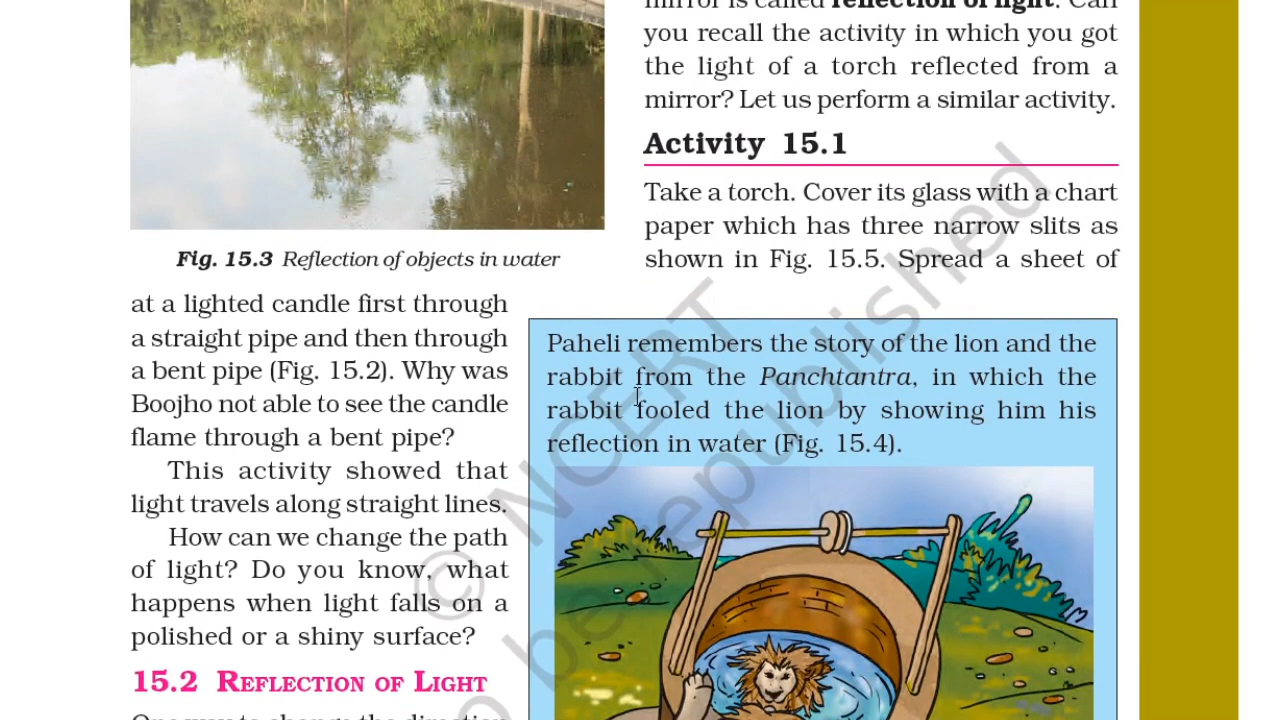 mirror is called reflection of light. Can
you recall the activity in which you got
the light of a torch reflected from a
mirror? Let us perform a similar activity.
Activity 15.1
Take a torch. Cover its glass with a chart
paper which has three narrow slits as
shown in Fig. 15.5. Spread a sheet of
Fig. 15.3 Reflection of objects in water
at a lighted candle first through
a straight pipe and then through
a bent pipe (Fig. 15.2). Why was
Boojho not able to see the candle
flame through a bent pipe?
This activity showed that
light travels along straight lines.
How can we change the path
of light? Do you know, what
happens when light falls on a
polished or a shiny surface?
15.2 REFLECTION OF LIGHT
One way to change the direction
Paheli remembers the story of the lion and the
rabbit from the Panchtantra, in which the
rabbit fooled the lion by showing him his
reflection in water (Fig. 15.4).
© NCERT
o be republished